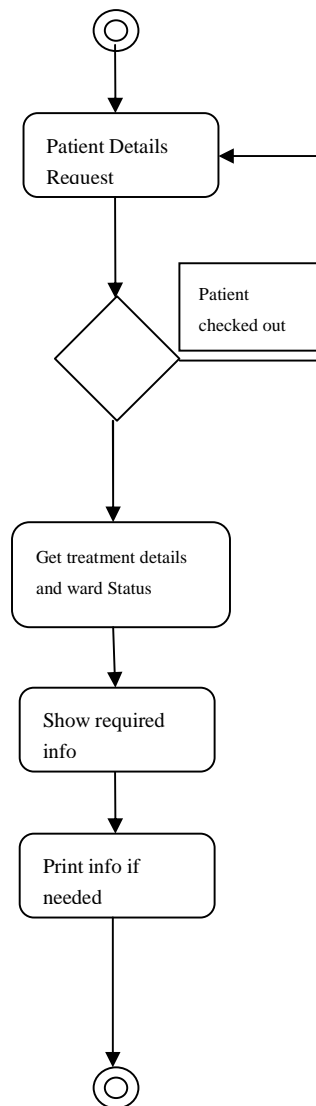 Patient Details
Request
Patient
checked out
Get treatment details
and ward Status
Show required
info
Print info if
needed